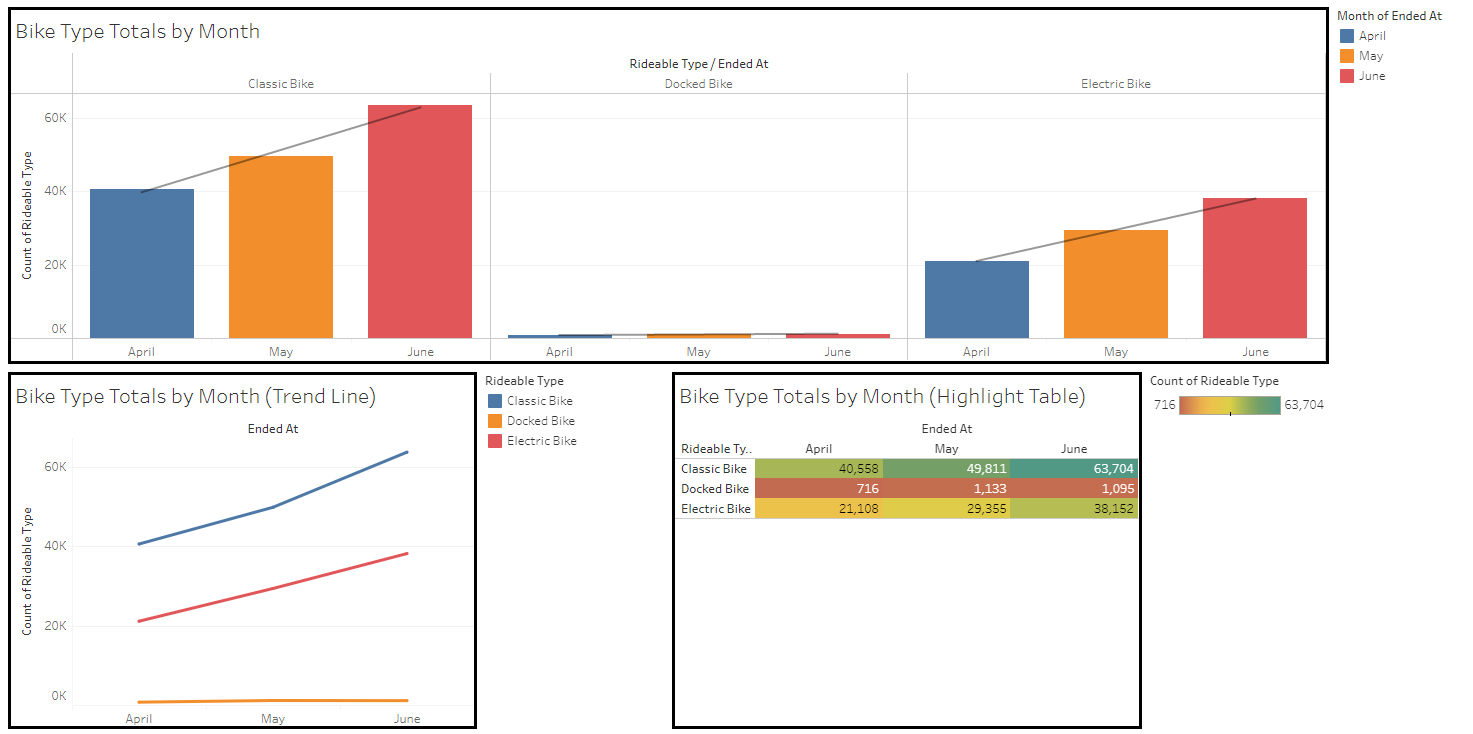 Bike Type Totals by Month
Rideable Type / Ended At
Classic Bike Docked Bike Electric Bike
Count of Rideable Type
60K
40K
20K
0K
April May June April May June April May June
Month of Ended At
April
May
June
Bike Type Totals by Month (Trend Line)
Ended At
Count of Rideable Type
60K
40K
20K
0K
April May June
Rideable Type
Classic Bike
Docked Bike
Electric Bike
Bike Type Totals by Month (Highlight Table)
Ended At
Rideable Ty.. April May June
Classic Bike 40,558 49,811 63,704
Docked Bike 716 1,133 1,095
Electric Bike 21,108 29,355 38,152
Count of Rideable Type
716 63,704